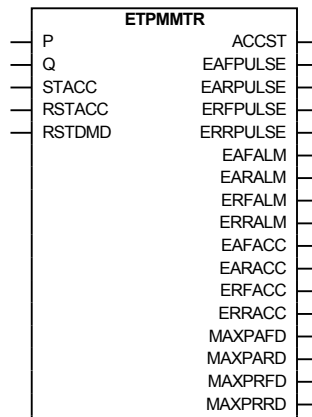 ETPMMTR
P ACCST
Q EAFPULSE
STACC EARPULSE
RSTACC ERFPULSE
RSTDMD ERRPULSE
EAFALM
EARALM
ERFALM
ERRALM
EAFACC
EARACC
ERFACC
ERRACC
MAXPAFD
MAXPARD
MAXPRFD
MAXPRRD